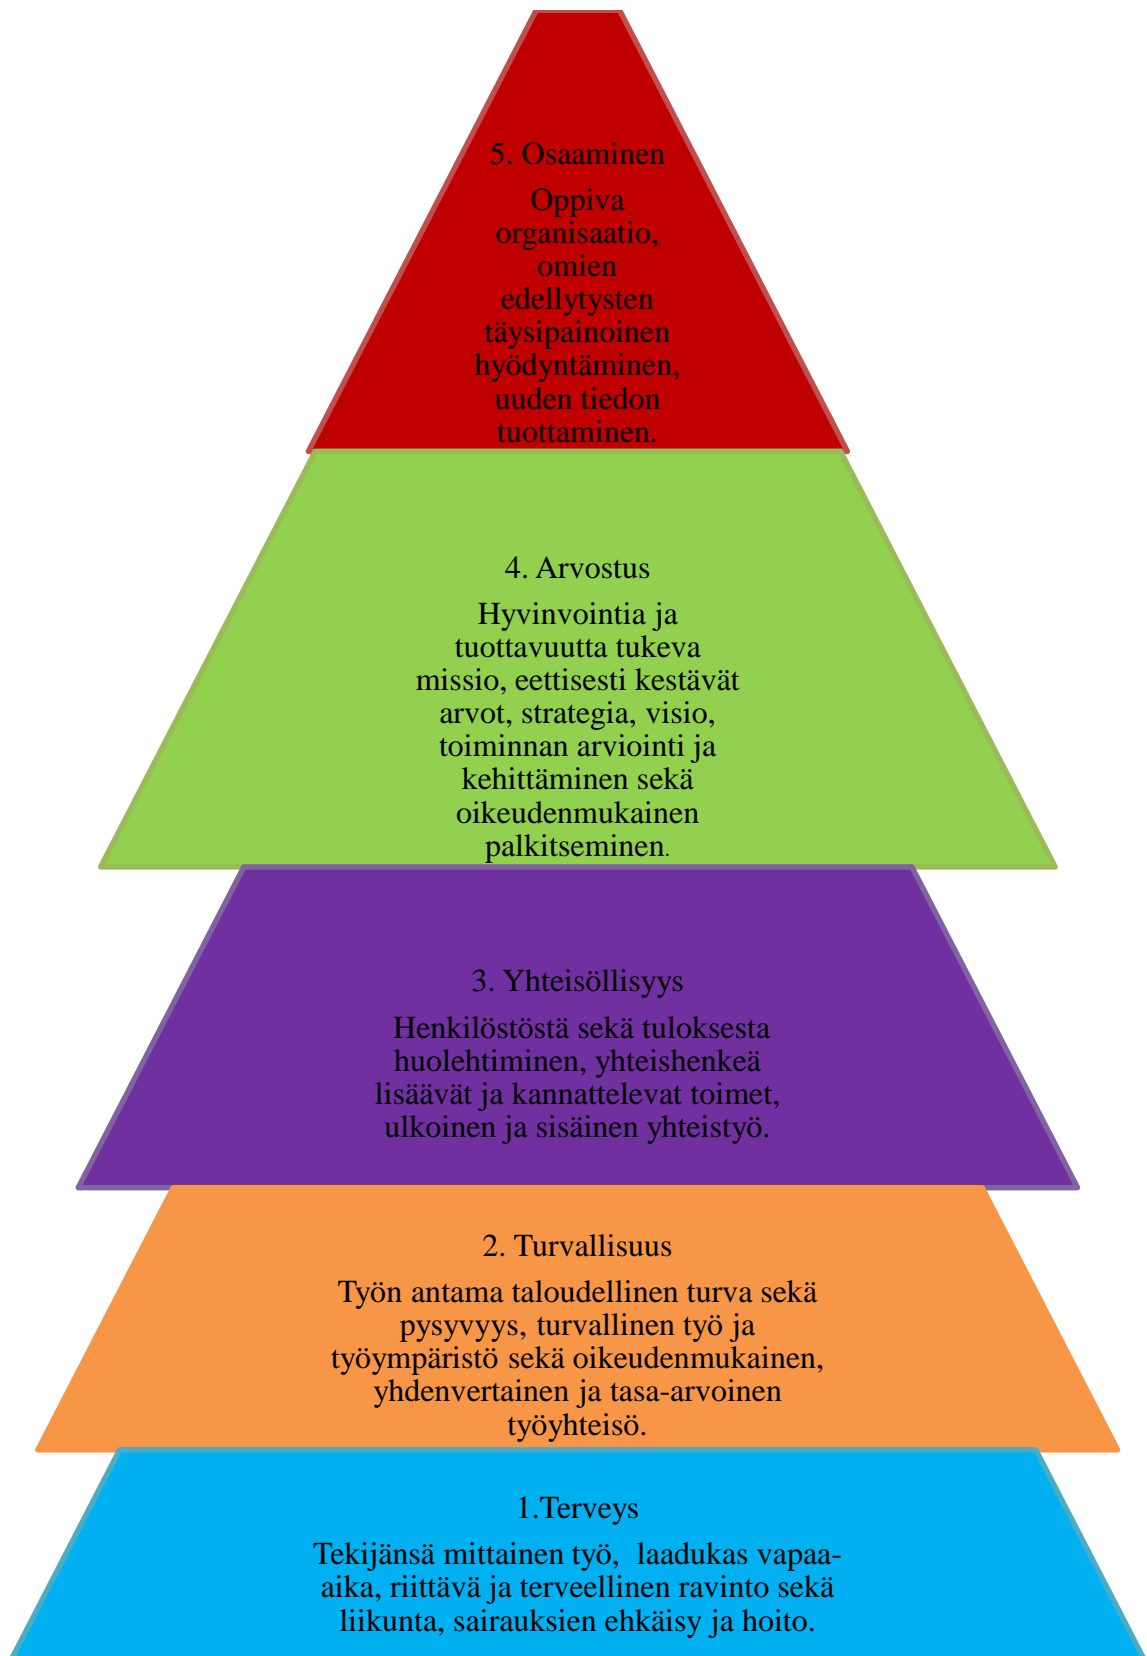 5. Osaaminen
Oppiva
organisaatio,
omien
edellytysten
täysipainoinen
hyödyntäminen,
uuden tiedon
tuottaminen.
4. Arvostus
Hyvinvointia ja
tuottavuutta tukeva
missio, eettisesti kestävät
arvot, strategia, visio,
toiminnan arviointi ja
kehittäminen sekä
oikeudenmukainen
palkitseminen.
3. Yhteisöllisyys
Henkilöstöstä sekä tuloksesta
huolehtiminen, yhteishenkeä
lisäävät ja kannattelevat toimet,
ulkoinen ja sisäinen yhteistyö.
2. Turvallisuus
Työn antama taloudellinen turva sekä
pysyvyys, turvallinen työ ja
työympäristö sekä oikeudenmukainen,
yhdenvertainen ja tasa-arvoinen
työyhteisö.
1.Terveys
Tekijänsä mittainen työ,  laadukas vapaa-
aika, riittävä ja terveellinen ravinto sekä
liikunta, sairauksien ehkäisy ja hoito.